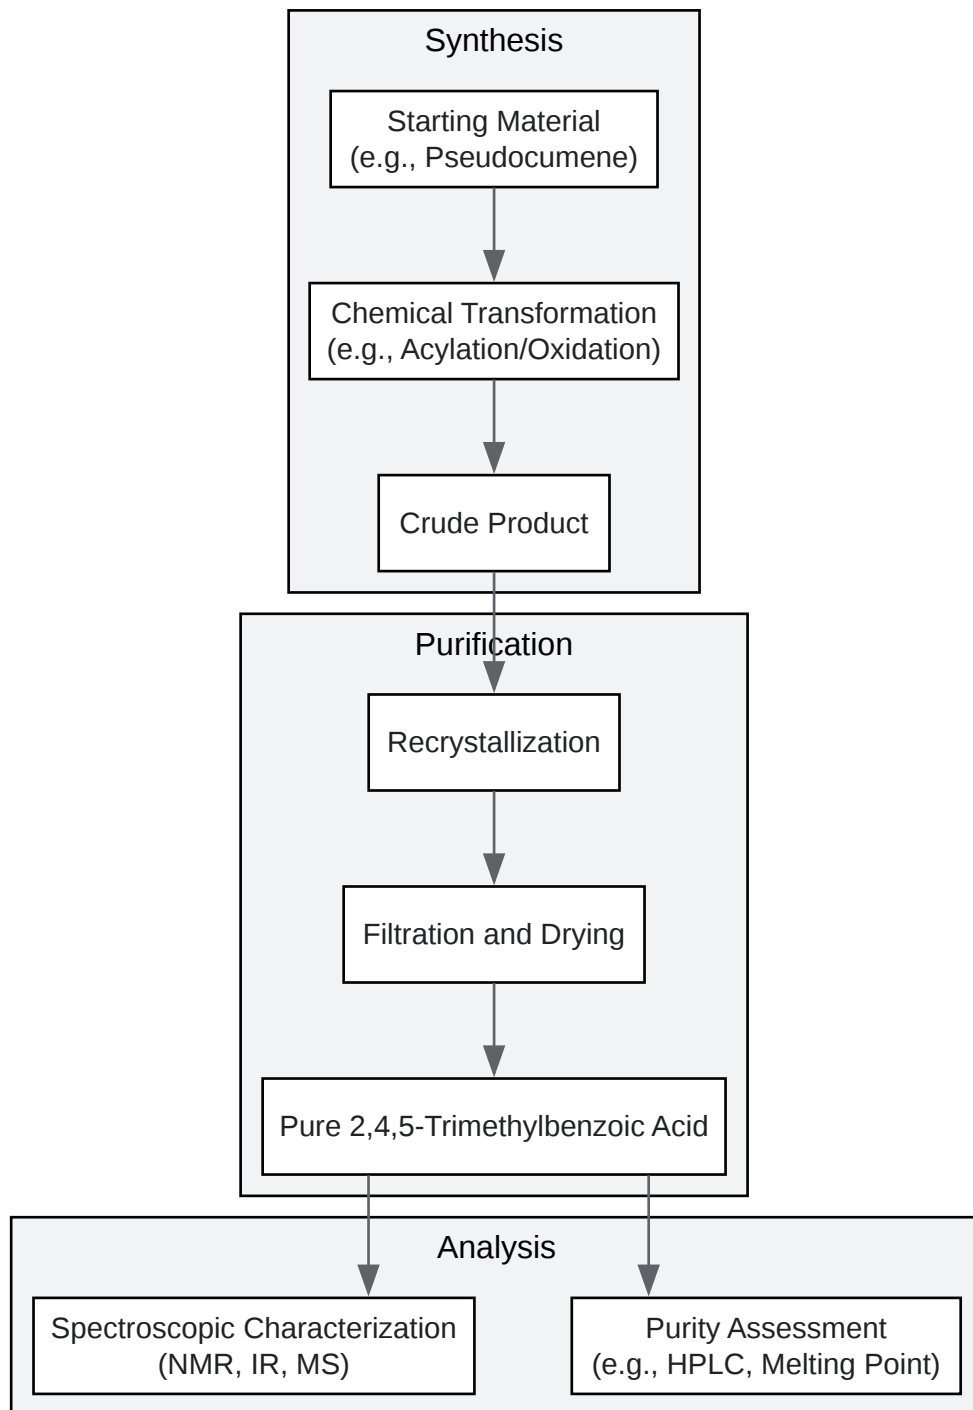 Synthesis
Starting Material
(e.g., Pseudocumene)
Chemical Transformation
(e.g., Acylation/Oxidation)
Crude Product
Purification
Recrystallization
Filtration and Drying
Pure 2,4,5-Trimethylbenzoic Acid
Analysis
Spectroscopic Characterization
(NMR, IR, MS)
Purity Assessment
(e.g., HPLC, Melting Point)